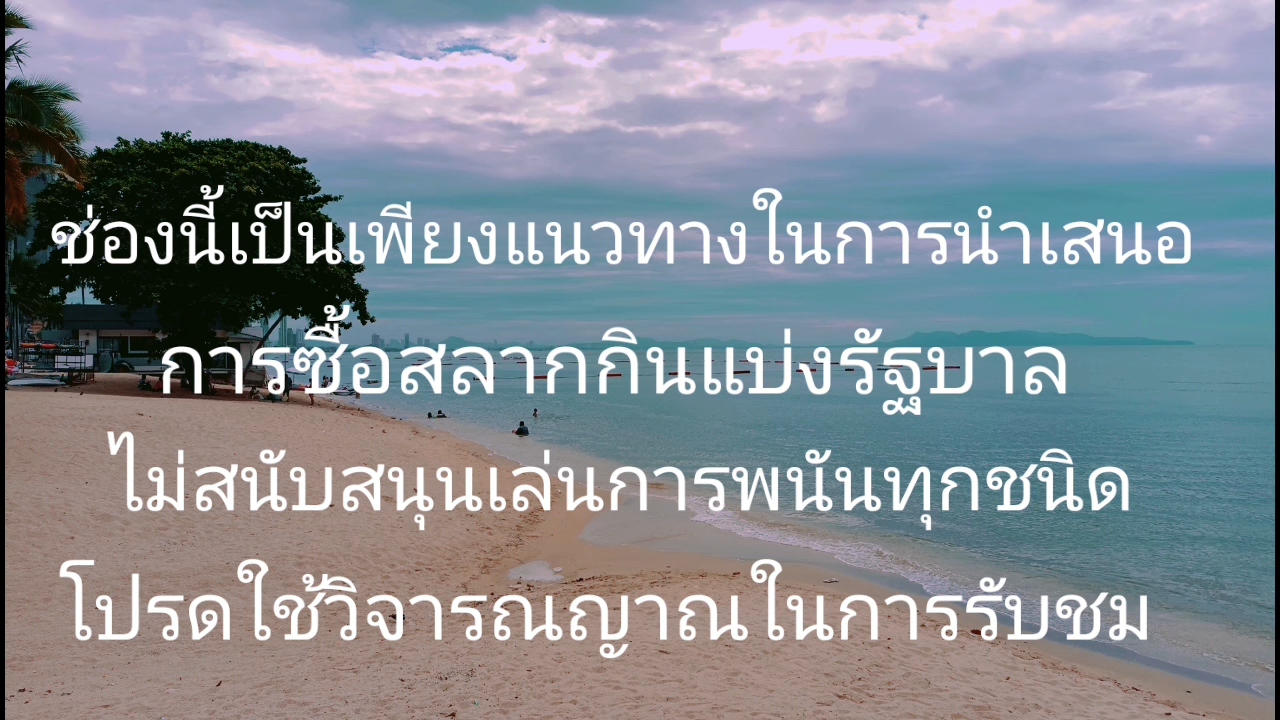 ช่องนี้เป็นเพียงแนวทางในการนำเสนอ
การซื้อสลากกินแบ่งรัฐบาล
ไม่สนับสนุนเล่นการพนันทุกชนิด
โปรดใช้วิจารณญาณในการรับชม